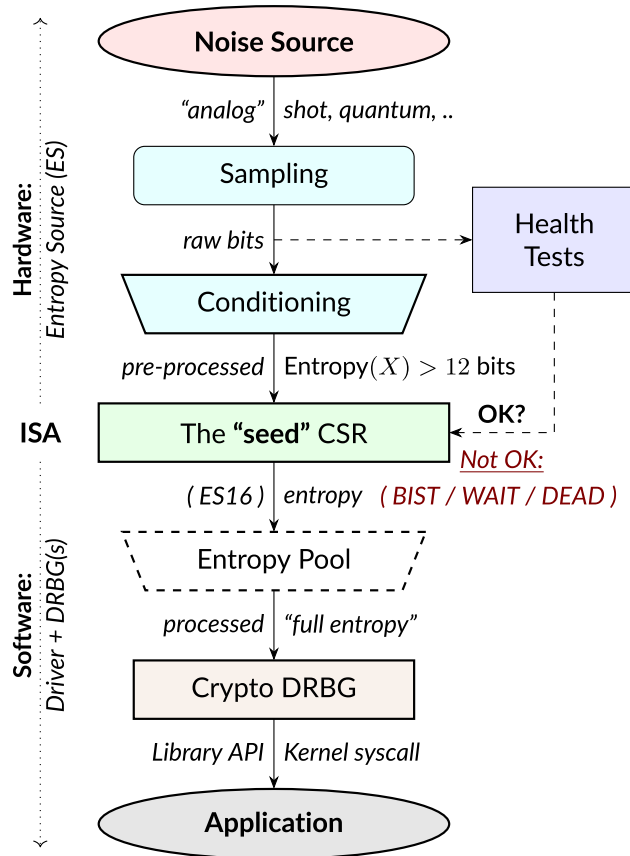 Noise Source
“analog” shot, quantum, ..
Sampling
Hardware:
Entropy Source (ES)
raw bits
Health
Tests
Conditioning
pre-processed Entropy(X) > 12 bits
ISA
The “seed” CSR
OK?
Not OK:
( ES16 ) entropy ( BIST / WAIT / DEAD )
Entropy Pool
Software:
Driver + DRBG(s)
processed “full entropy”
Crypto DRBG
Library API Kernel syscall
Application